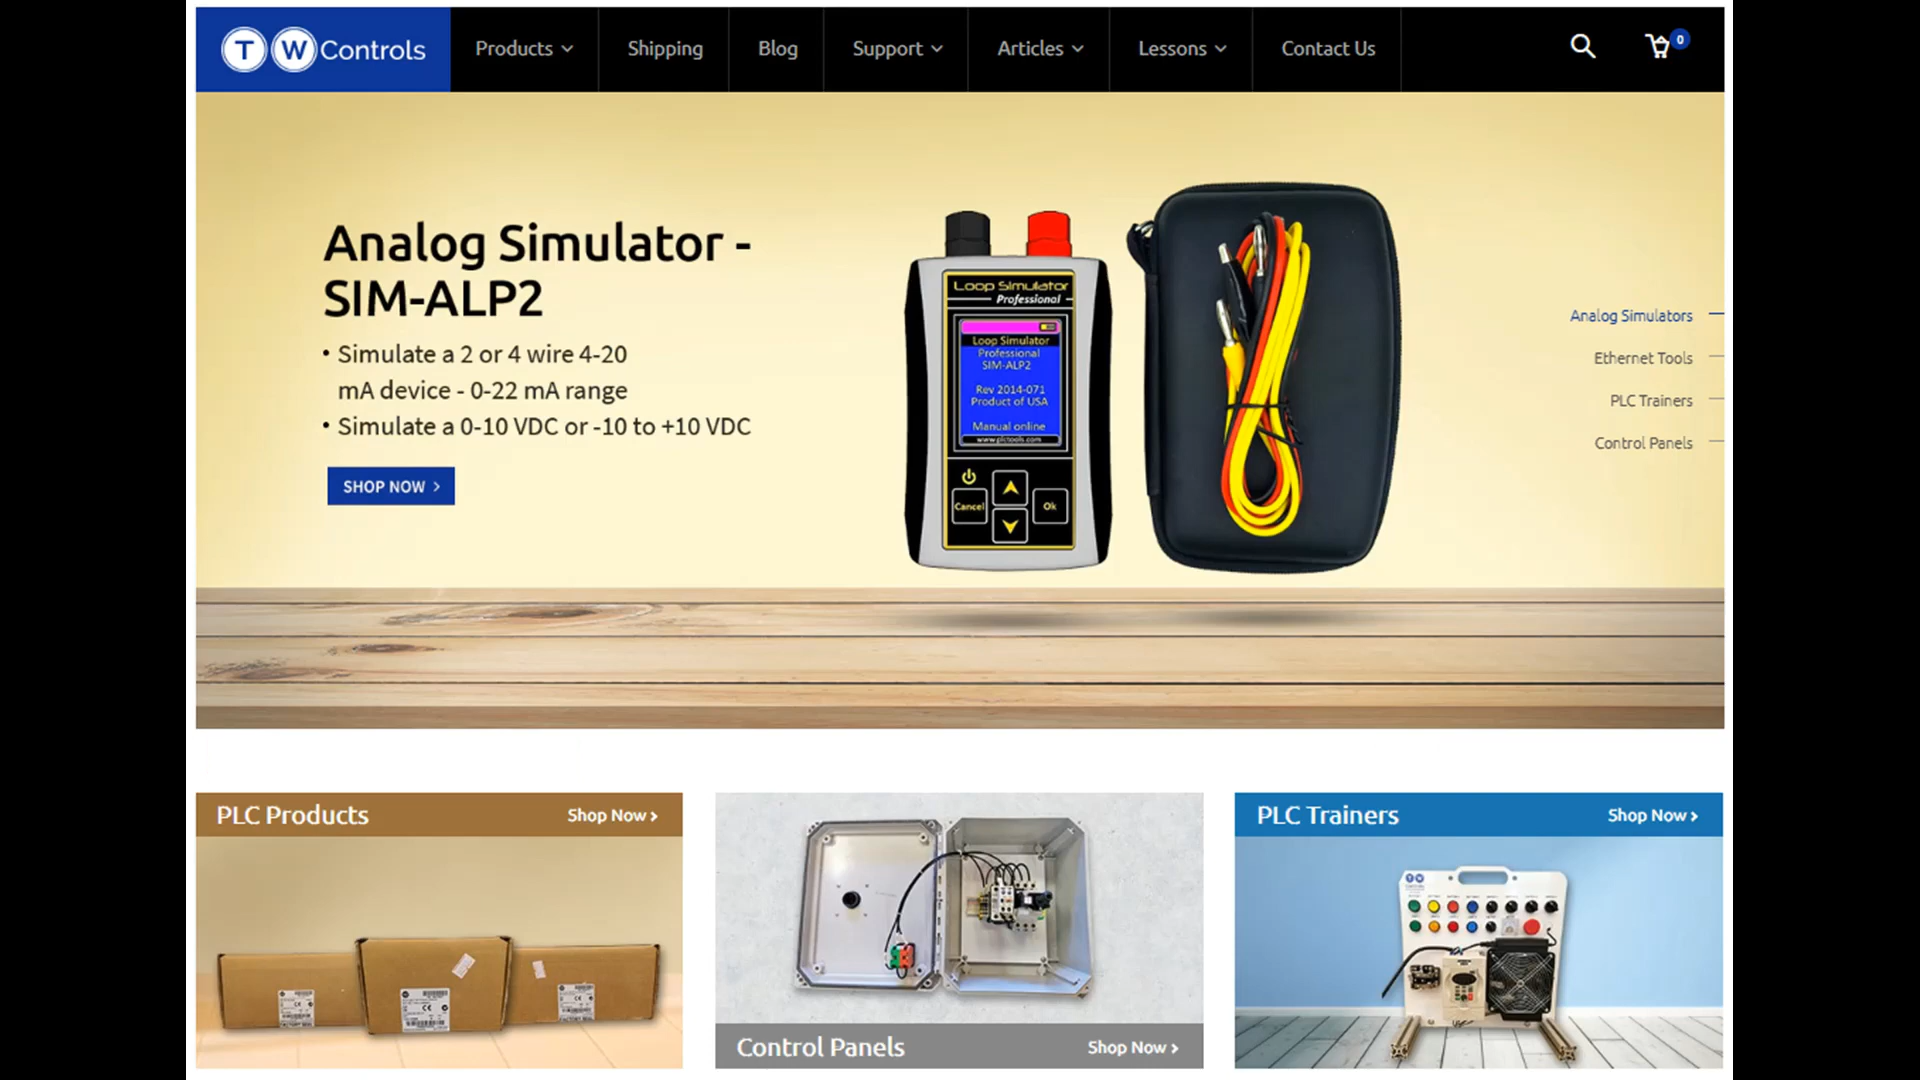 T W Controls
Products
Shipping
Blog
Support
Articles
Lessons
Contact Us
0
Analog Simulator -
SIM-ALP2
• Simulate a 2 or 4 wire 4-20
mA device - 0-22 mA range
• Simulate a 0-10 VDC or -10 to +10 VDC
SHOP NOW >
Loop Simulator
Professional
Loop Simulator
Professional
SIM-ALP2
Rev 2014-071
Product of USA
Manual online
www.plctools.com
Cancel
Ok
Analog Simulators
Ethernet Tools
PLC Trainers
Control Panels
PLC Products
Shop Now >
Control Panels
Shop Now >
PLC Trainers
Shop Now >